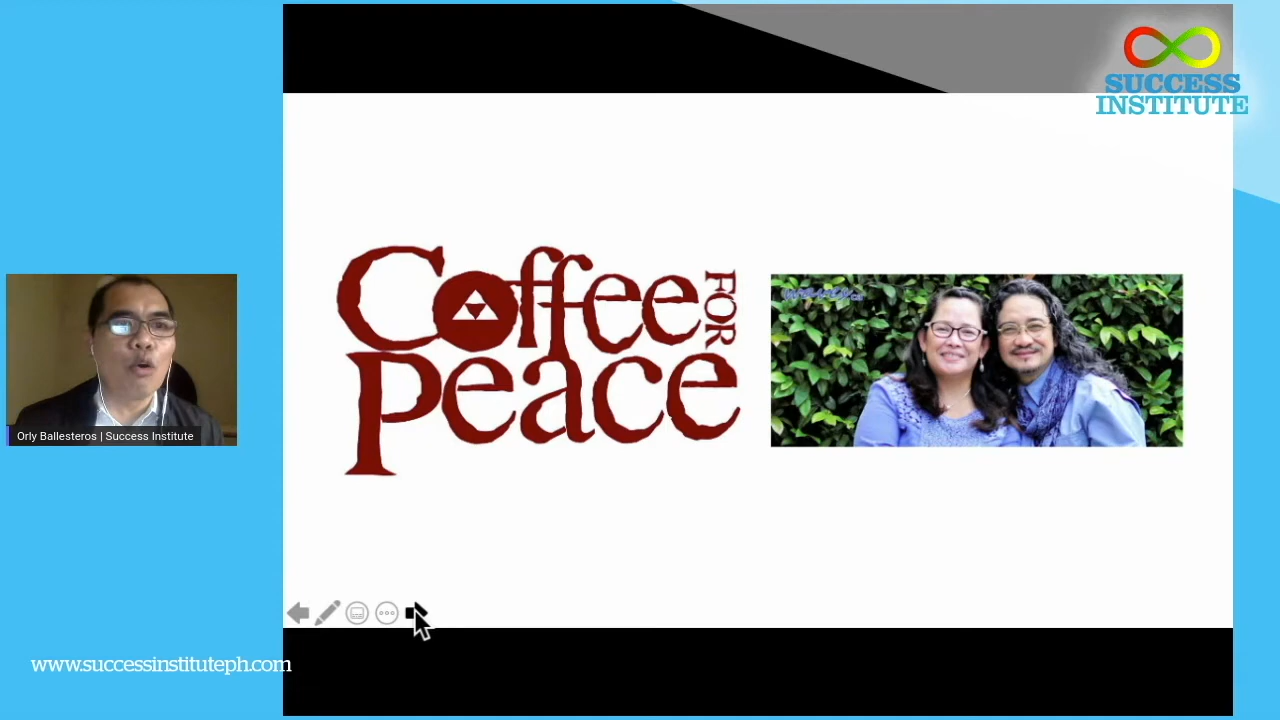 SUCCESS
INSTITUTE
Coffee FOR
Peace
Orly Ballesteros | Success Institute
www.successinstituteph.com